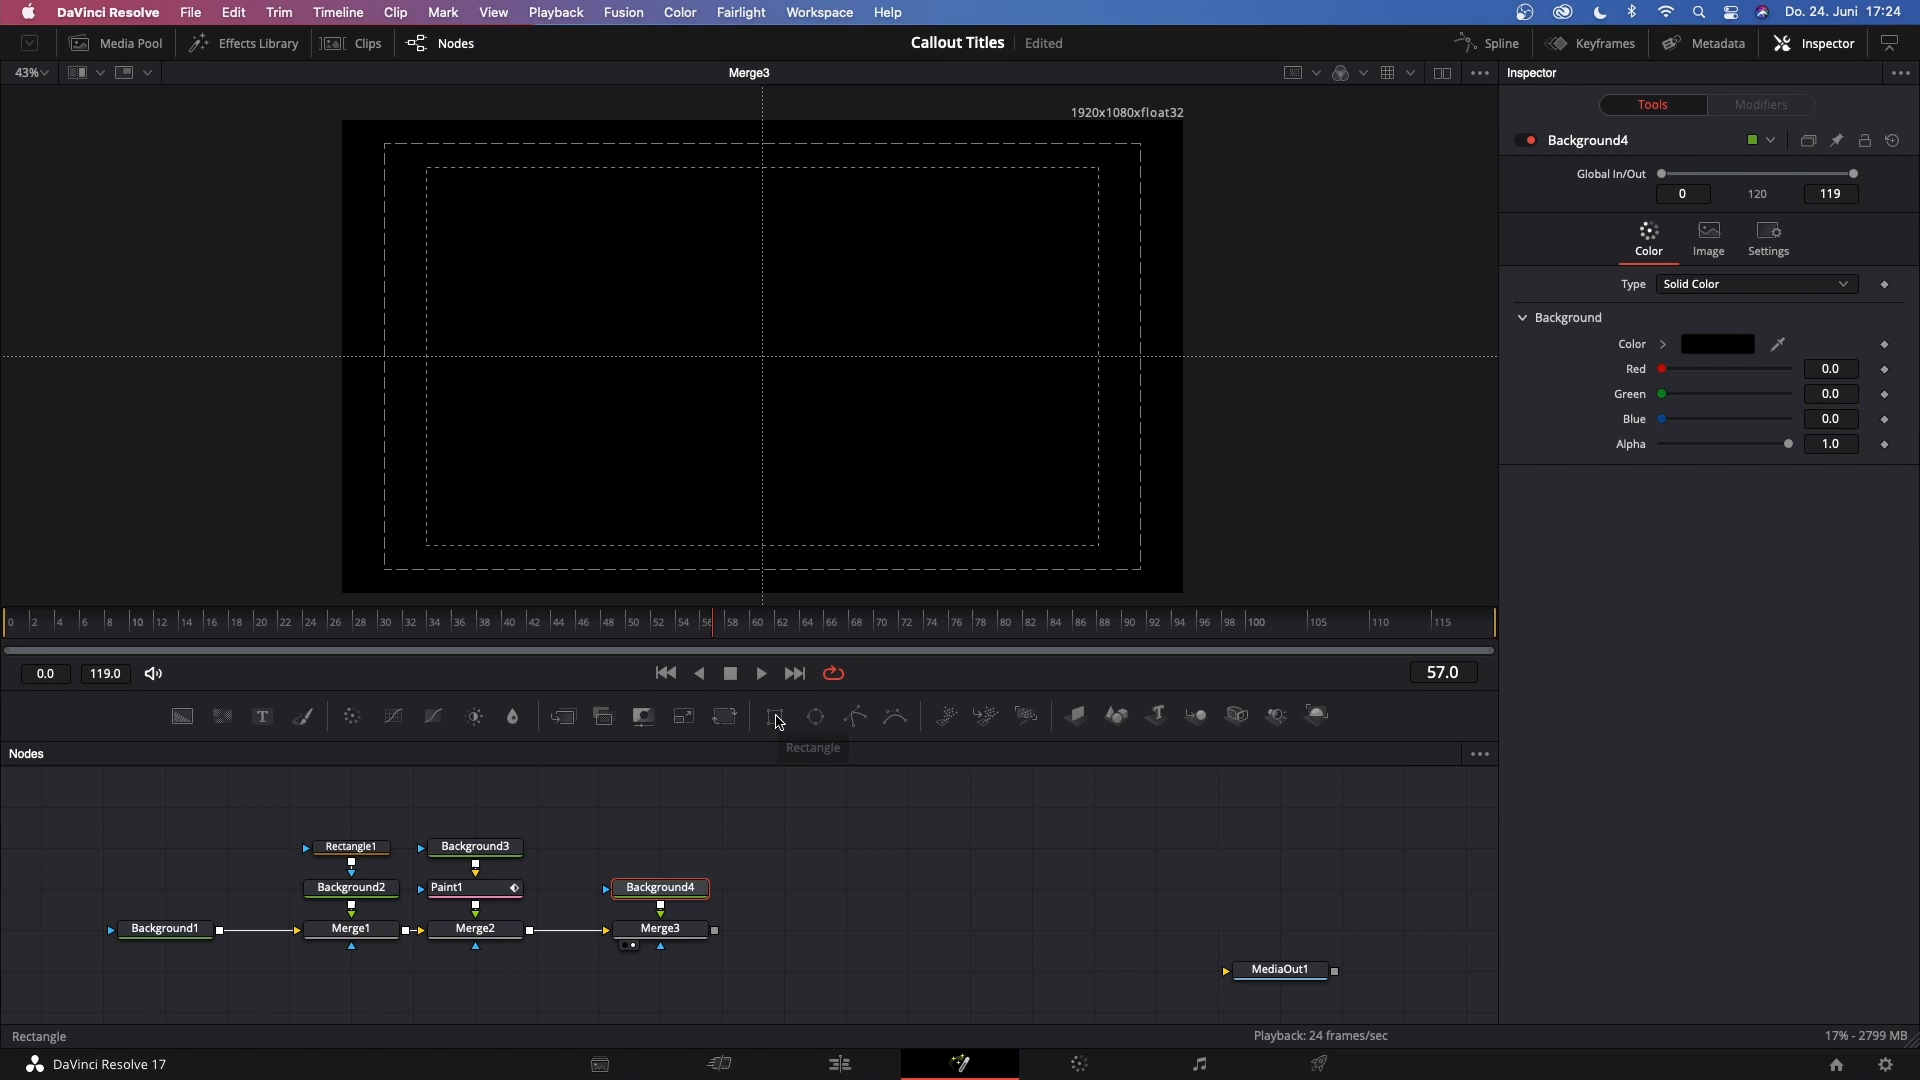 DaVinci Resolve File Edit Trim Timeline Clip Mark View Playback Fusion Color Fairlight Workspace Help Do. 24. Juni 17:24
Media Pool Effects Library Clips Nodes Callout Titles Edited Spline Keyframes Metadata Inspector
43% Merge3 Inspector
1920x1080xfloat32
Tools Modifiers
Background4
Global In/Out
0 120 119
Color Image Settings
Type Solid Color
Background
Color
Red 0.0
Green 0.0
Blue 0.0
Alpha 1.0
0 2 4 6 8 10 12 14 16 18 20 22 24 26 28 30 32 34 36 38 40 42 44 46 48 50 52 54 56 58 60 62 64 66 68 70 72 74 76 78 80 82 84 86 88 90 92 94 96 98 100 105 110 115
0.0 119.0 57.0
T T
Rectangle
Nodes
Rectangle1 Background3
Background2 Paint1 Background4
Background1 Merge1 Merge2 Merge3
MediaOut1
Rectangle Playback: 24 frames/sec 17% - 2799 MB
DaVinci Resolve 17